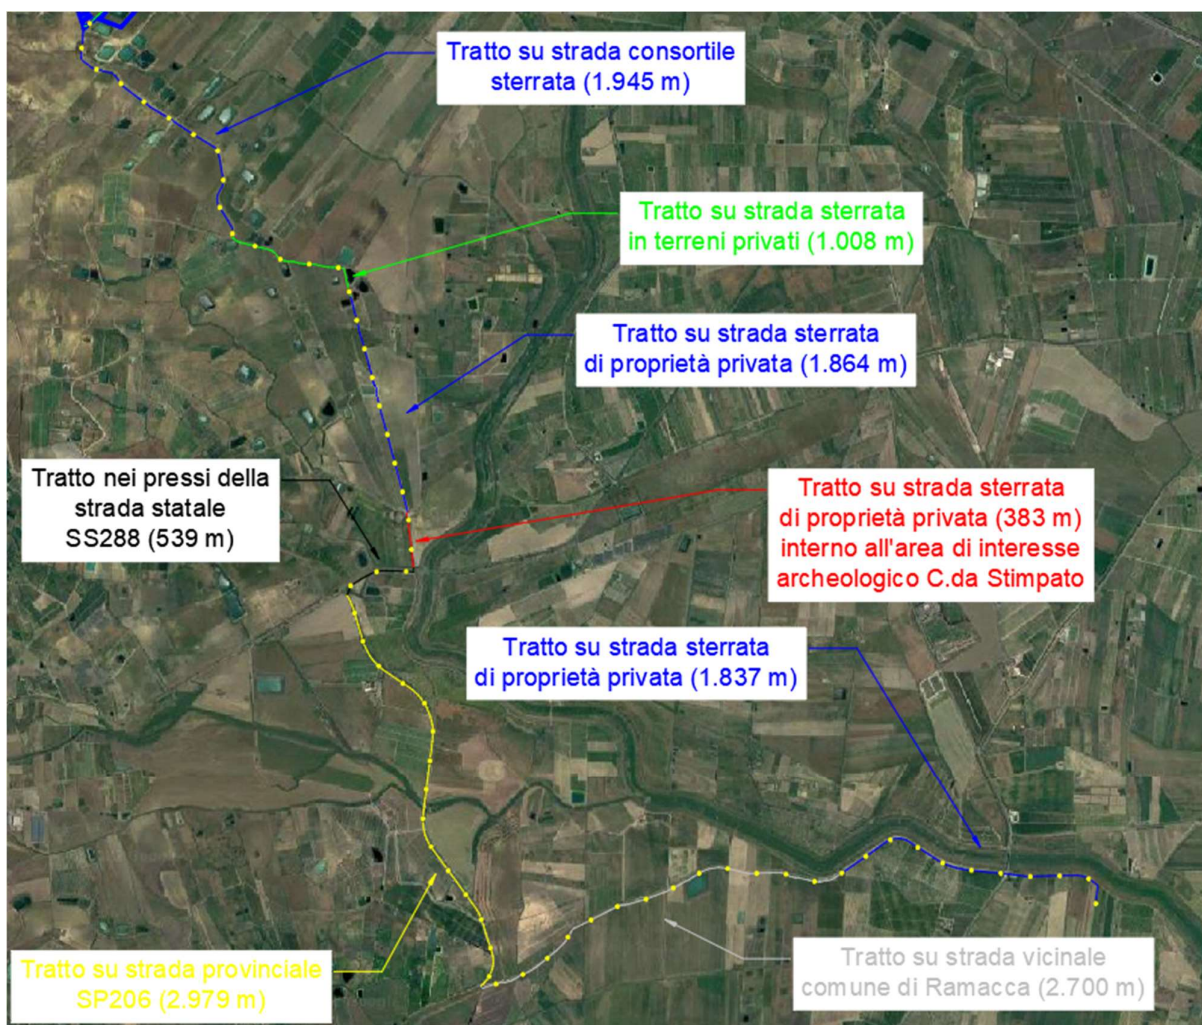 Tratto su strada consortile
sterrata (1.945 m)
Tratto su strada sterrata
in terreni privati (1.008 m)
Tratto su strada sterrata
di proprietà privata (1.864 m)
Tratto nei pressi della
strada statale
SS288 (539 m)
Tratto su strada sterrata
di proprietà privata (383 m)
interno all'area di interesse
archeologico C.da Stimpato
Tratto su strada sterrata
di proprietà privata (1.837 m)
Tratto su strada provinciale
SP206 (2.979 m)
Tratto su strada vicinale
comune di Ramacca (2.700 m)